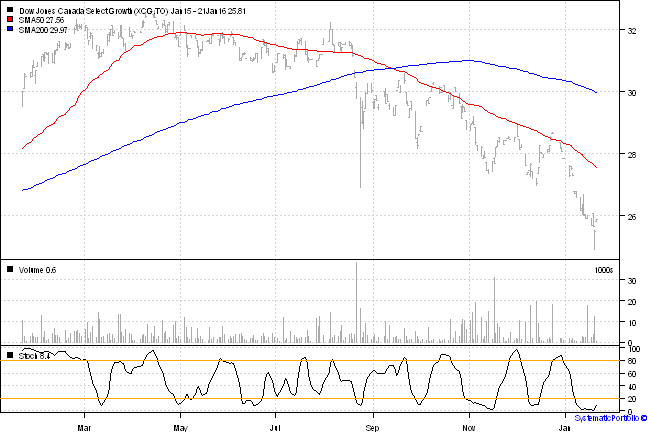 Dow Jones Canada Select Growth (XCG.TO) Jan 15 - 21 Jan 16 25.81
SMA50 27.56
SMA200 29.97
32
30
28
26
Volume 0.6
1000s
30
20
10
0
Stoch 8.4
100
80
60
40
20
0
Mar May Jul Sep Nov Jan
SystematicPortfolio ©